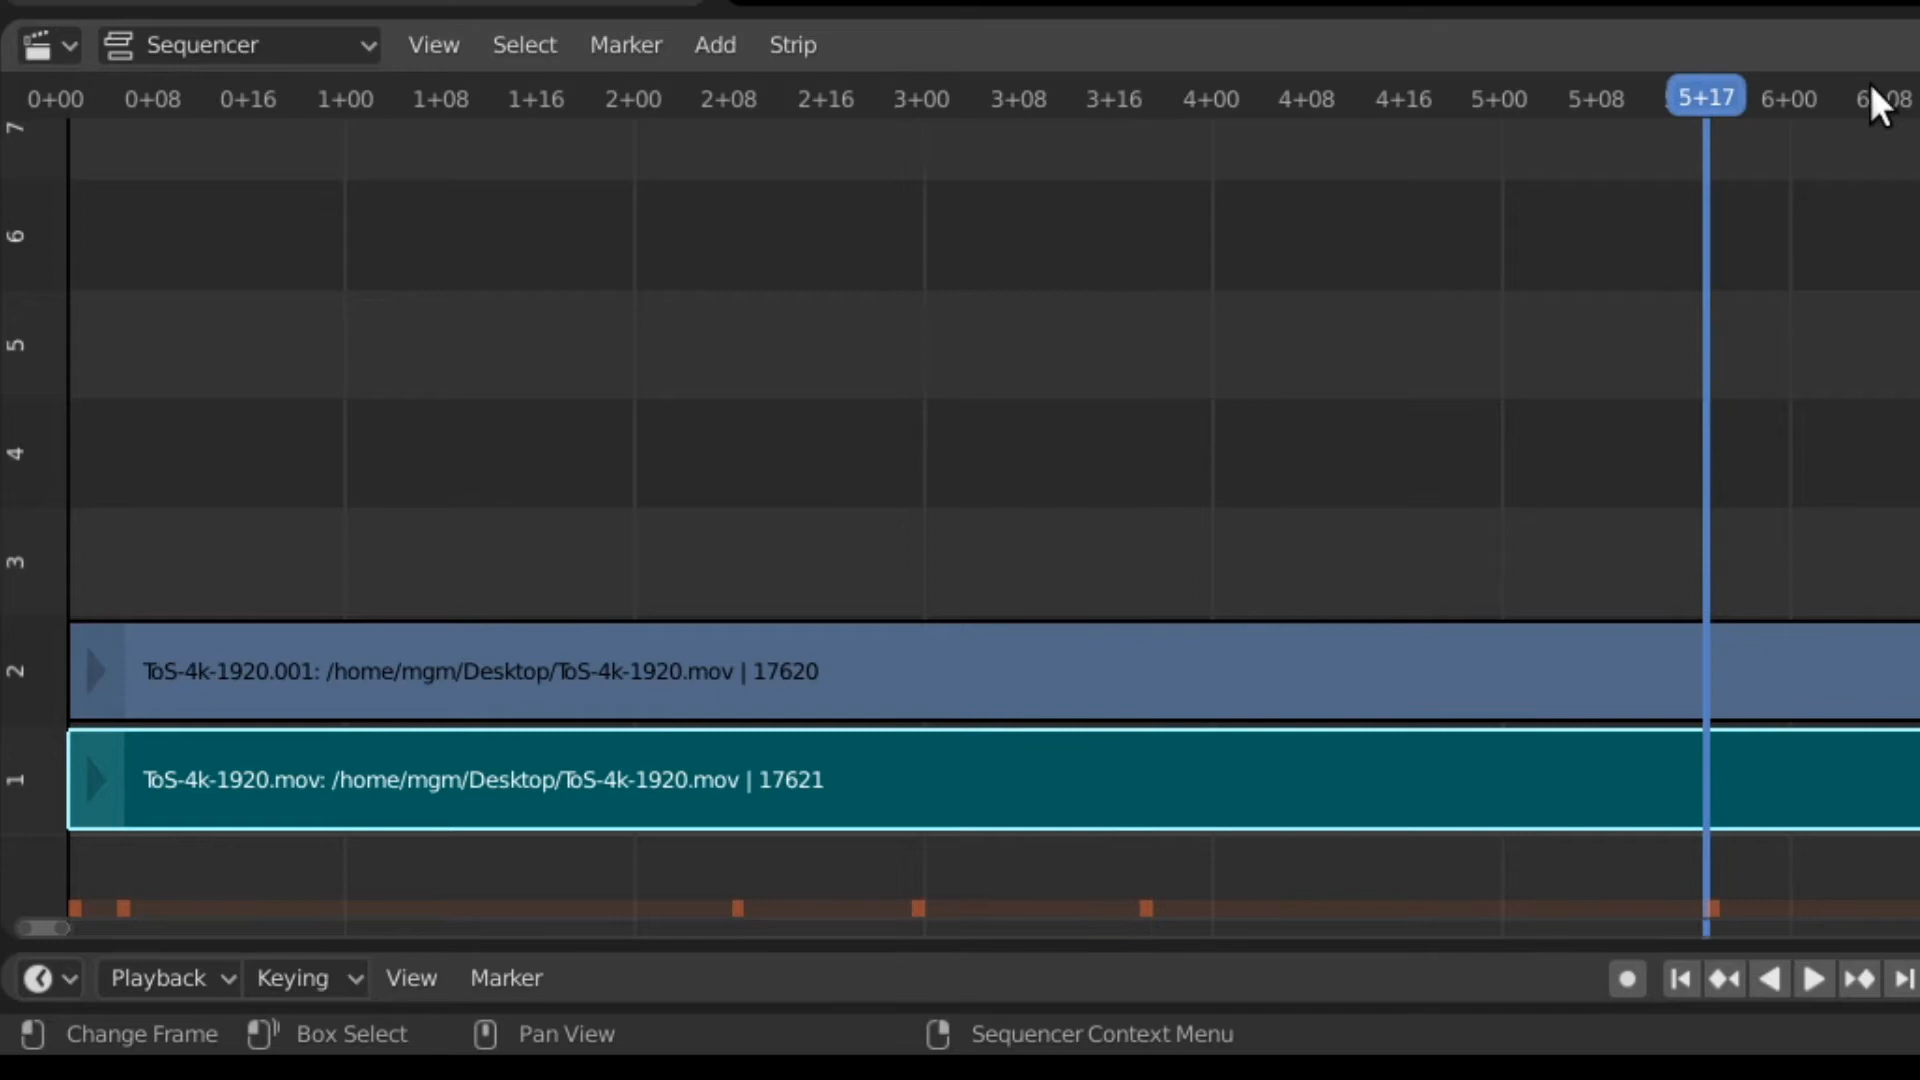 Sequencer View Select Marker Add Strip
0+00 0+08 0+16 1+00 1+08 1+16 2+00 2+08 2+16 3+00 3+08 3+16 4+00 4+08 4+16 5+00 5+08 5+17 6+00
7
6
5
4
3
2 ToS-4k-1920.001: /home/mgm/Desktop/ToS-4k-1920.mov | 17620
1 ToS-4k-1920.mov: /home/mgm/Desktop/ToS-4k-1920.mov | 17621
Playback Keying View Marker
Change Frame Box Select Pan View Sequencer Context Menu